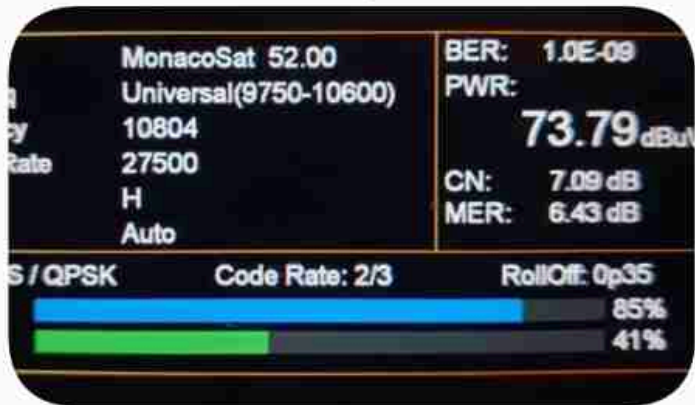 MonacoSat 52.00
Universal(9750-10600)
10804
Rate 27500
H
Auto
BER: 1.0E-09
PWR:
73.79
CN: 7.09 dB
MER: 6.43 dB
S / QPSK Code Rate: 2/3 RollOff: 0p35
85%
41%